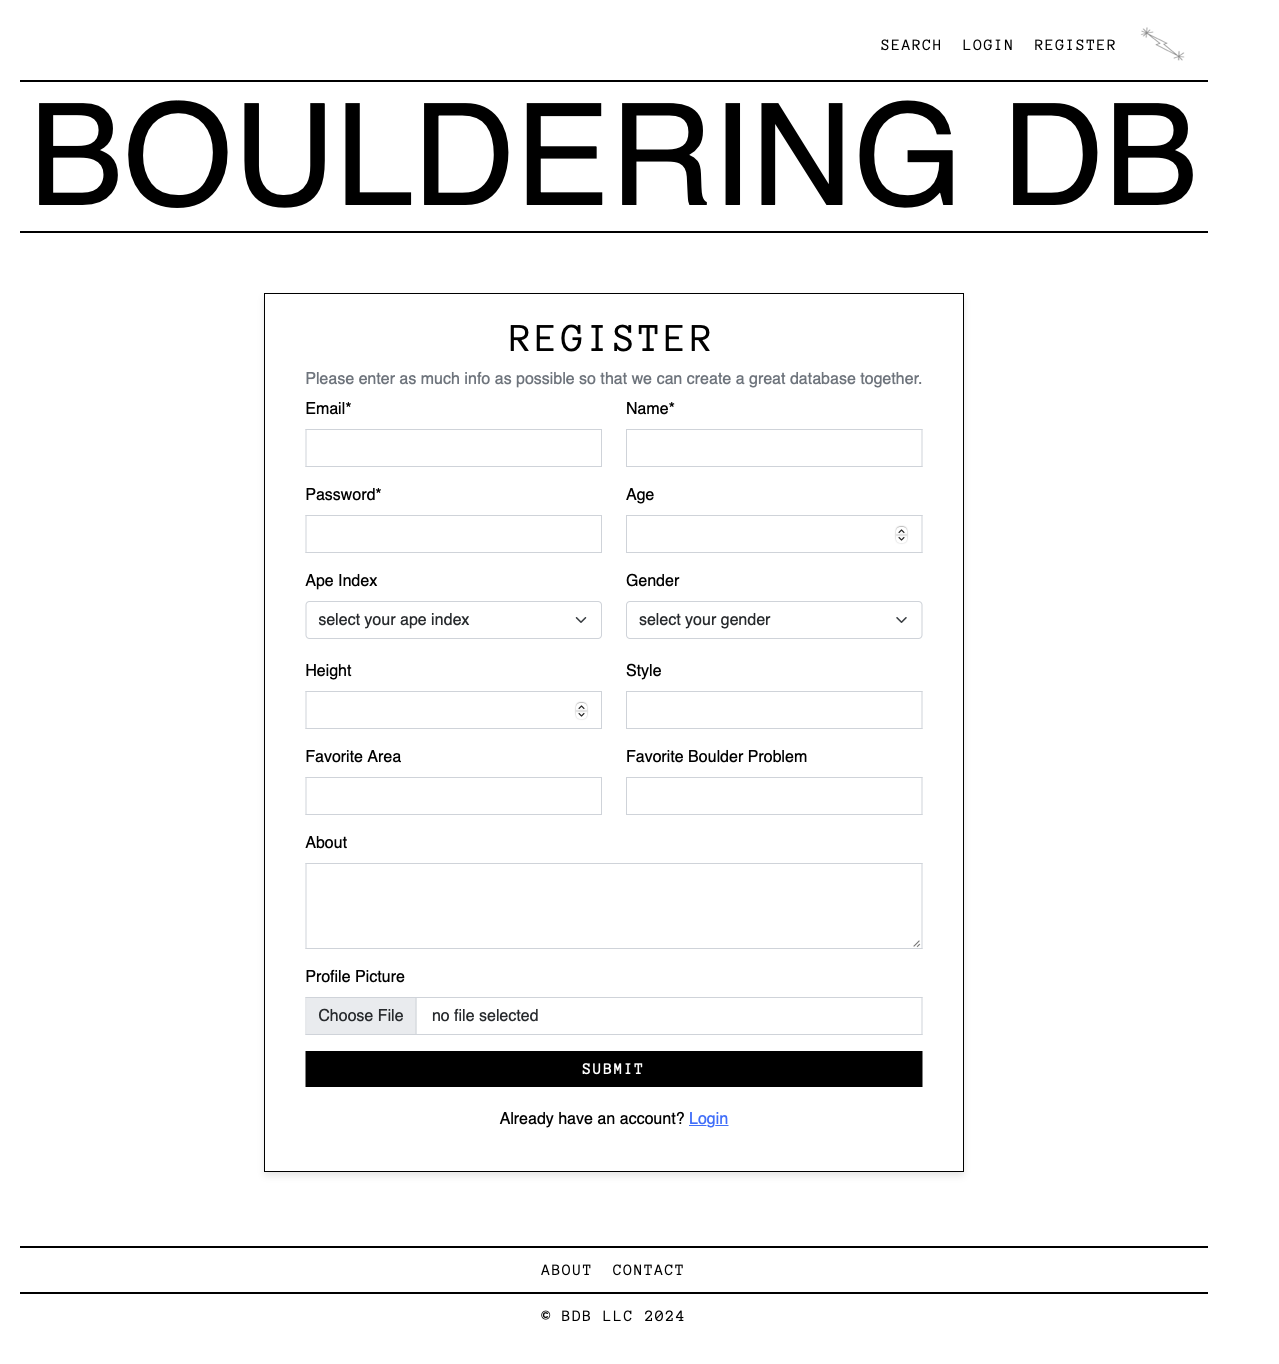 SEARCH LOGIN REGISTER
BOULDERING DB
REGISTER
Please enter as much info as possible so that we can create a great database together.
Email* Name*
Password* Age
Ape Index Gender
select your ape index select your gender
Height Style
Favorite Area Favorite Boulder Problem
About
Profile Picture
Choose File no file selected
SUBMIT
Already have an account? Login
ABOUT CONTACT
© BDB LLC 2024